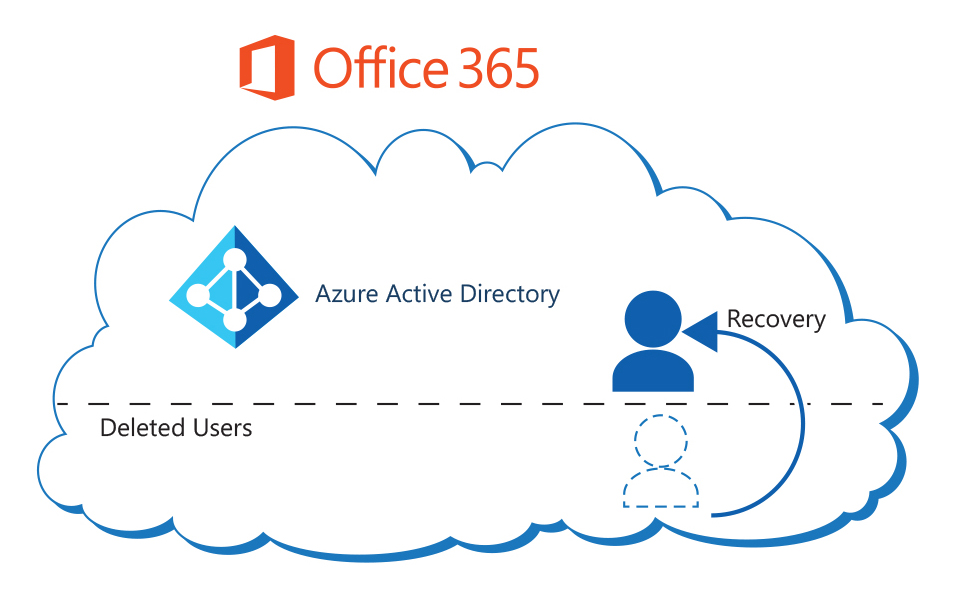 Office 365
Azure Active Directory
Recovery
Deleted Users